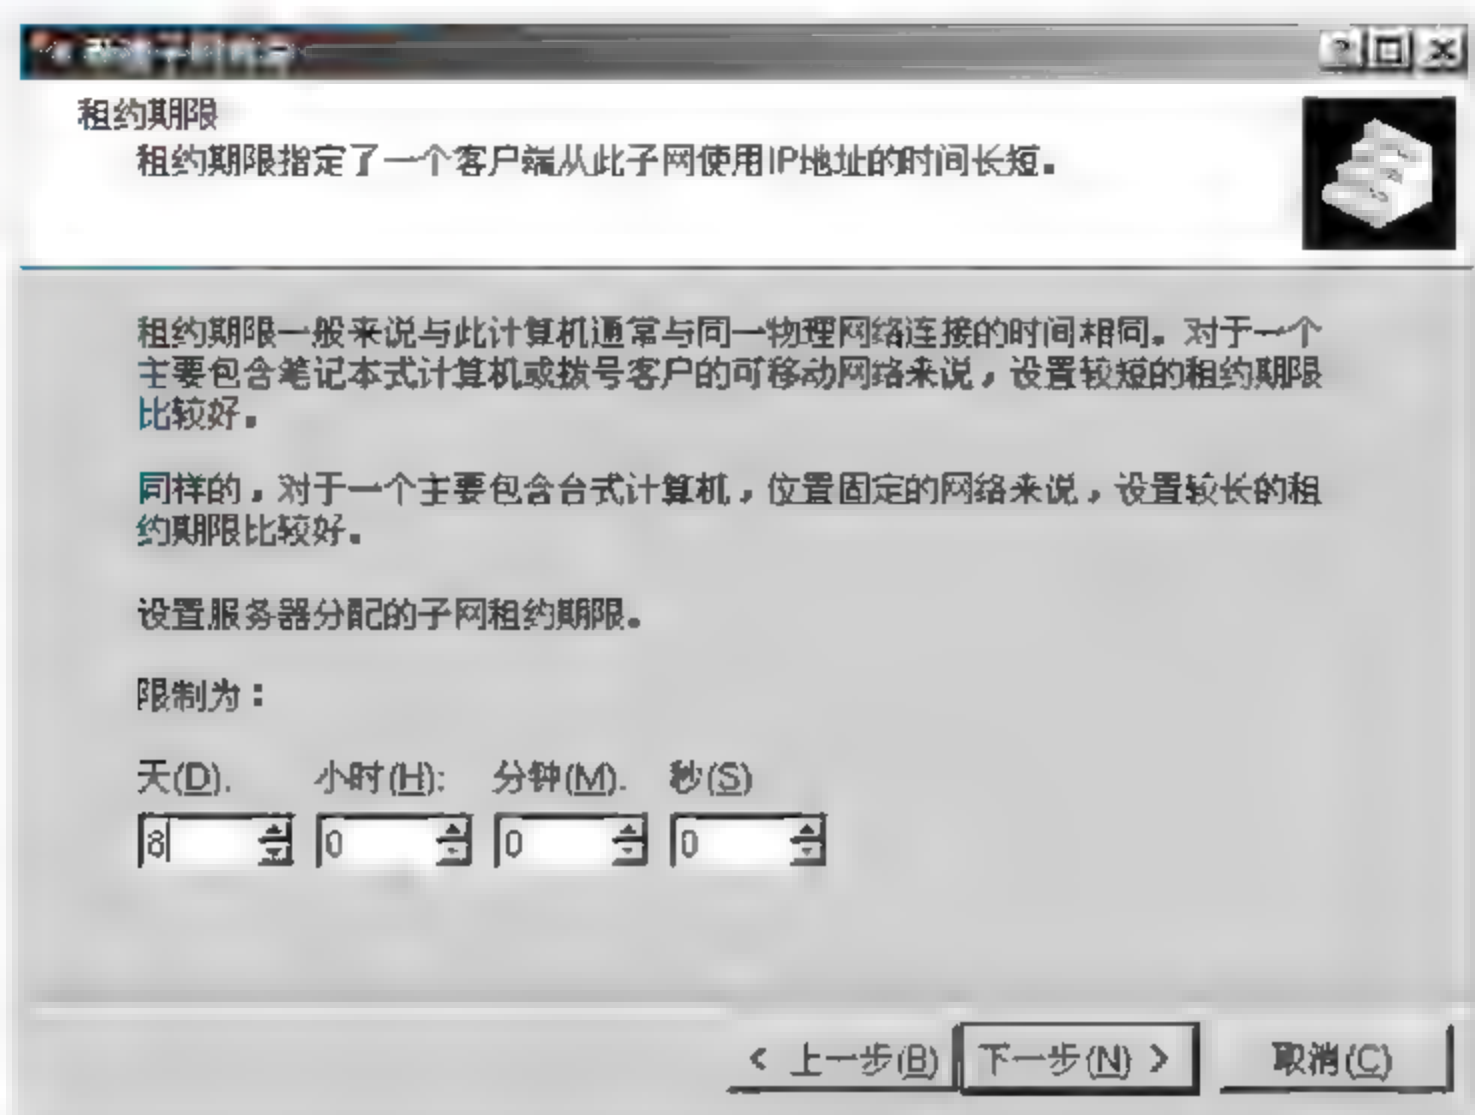 租约期限
租约期限指定了一个客户端从此子网使用IP地址的时间长短。
租约期限一般来说与此计算机通常与同一物理网络连接的时间相同。对于一个
主要包含笔记本式计算机或拨号客户的可移动网络来说，设置较短的租约期限
比较好。
同样的，对于一个主要包含台式计算机，位置固定的网络来说，设置较长的租
约期限比较好。
设置服务器分配的子网租约期限。
限制为：
天(D). 小时(H): 分钟(M). 秒(S)
8 0 0 0
< 上一步(B) 下一步(N) > 取消(C)